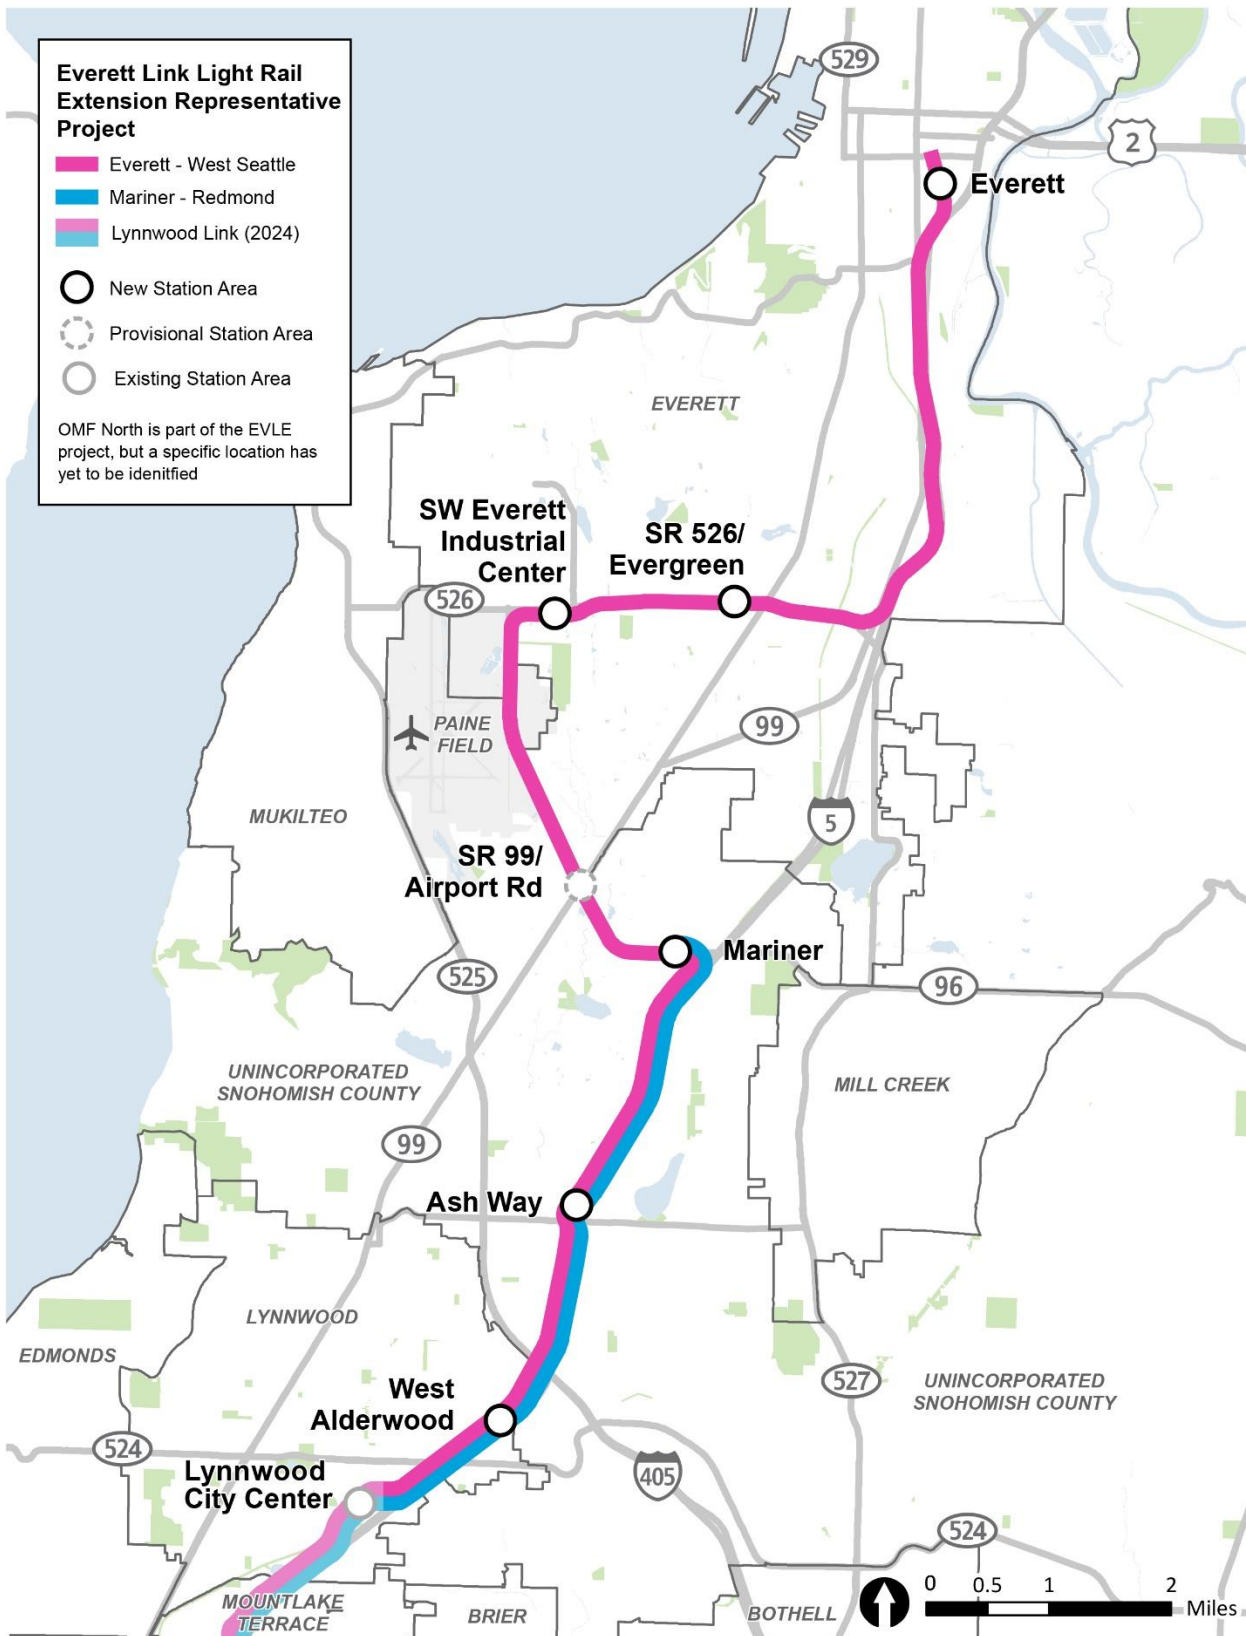 Everett Link Light Rail
Extension Representative
Project
Everett - West Seattle
Mariner - Redmond
Lynnwood Link (2024)
New Station Area
Provisional Station Area
Existing Station Area
OMF North is part of the EVLE
project, but a specific location has
yet to be idenitfied
529
2
Everett
EVERETT
SW Everett
Industrial
Center
SR 526/
Evergreen
526
PAINE
FIELD
99
MUKILTEO
5
SR 99/
Airport Rd
Mariner
525
96
UNINCORPORATED
SNOHOMISH COUNTY
MILL CREEK
99
Ash Way
LYNNWOOD
EDMONDS
527
UNINCORPORATED
SNOHOMISH COUNTY
West
Alderwood
524
405
Lynnwood
City Center
524
MOUNTLAKE
TERRACE
BRIER
BOTHELL
0 0.5 1 2
Miles